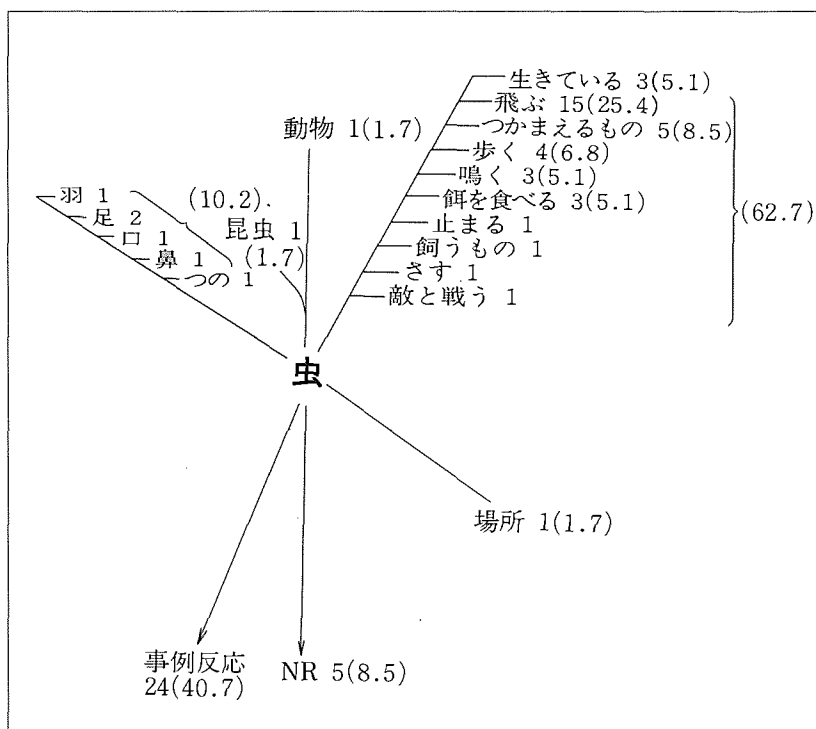 生きている 3(5.1)
飛ぶ 15(25.4)
つかまえるもの 5(8.5)
歩く 4(6.8)
鳴く 3(5.1)
餌を食べる 3(5.1)
止まる 1
飼うもの 1
さす 1
敵と戦う 1
(62.7)
動物 1(1.7)
羽 1
足 2
口 1
鼻 1
つの 1
(10.2)
昆虫 1
(1.7)
虫
場所 1(1.7)
事例反応
24(40.7)
NR 5(8.5)